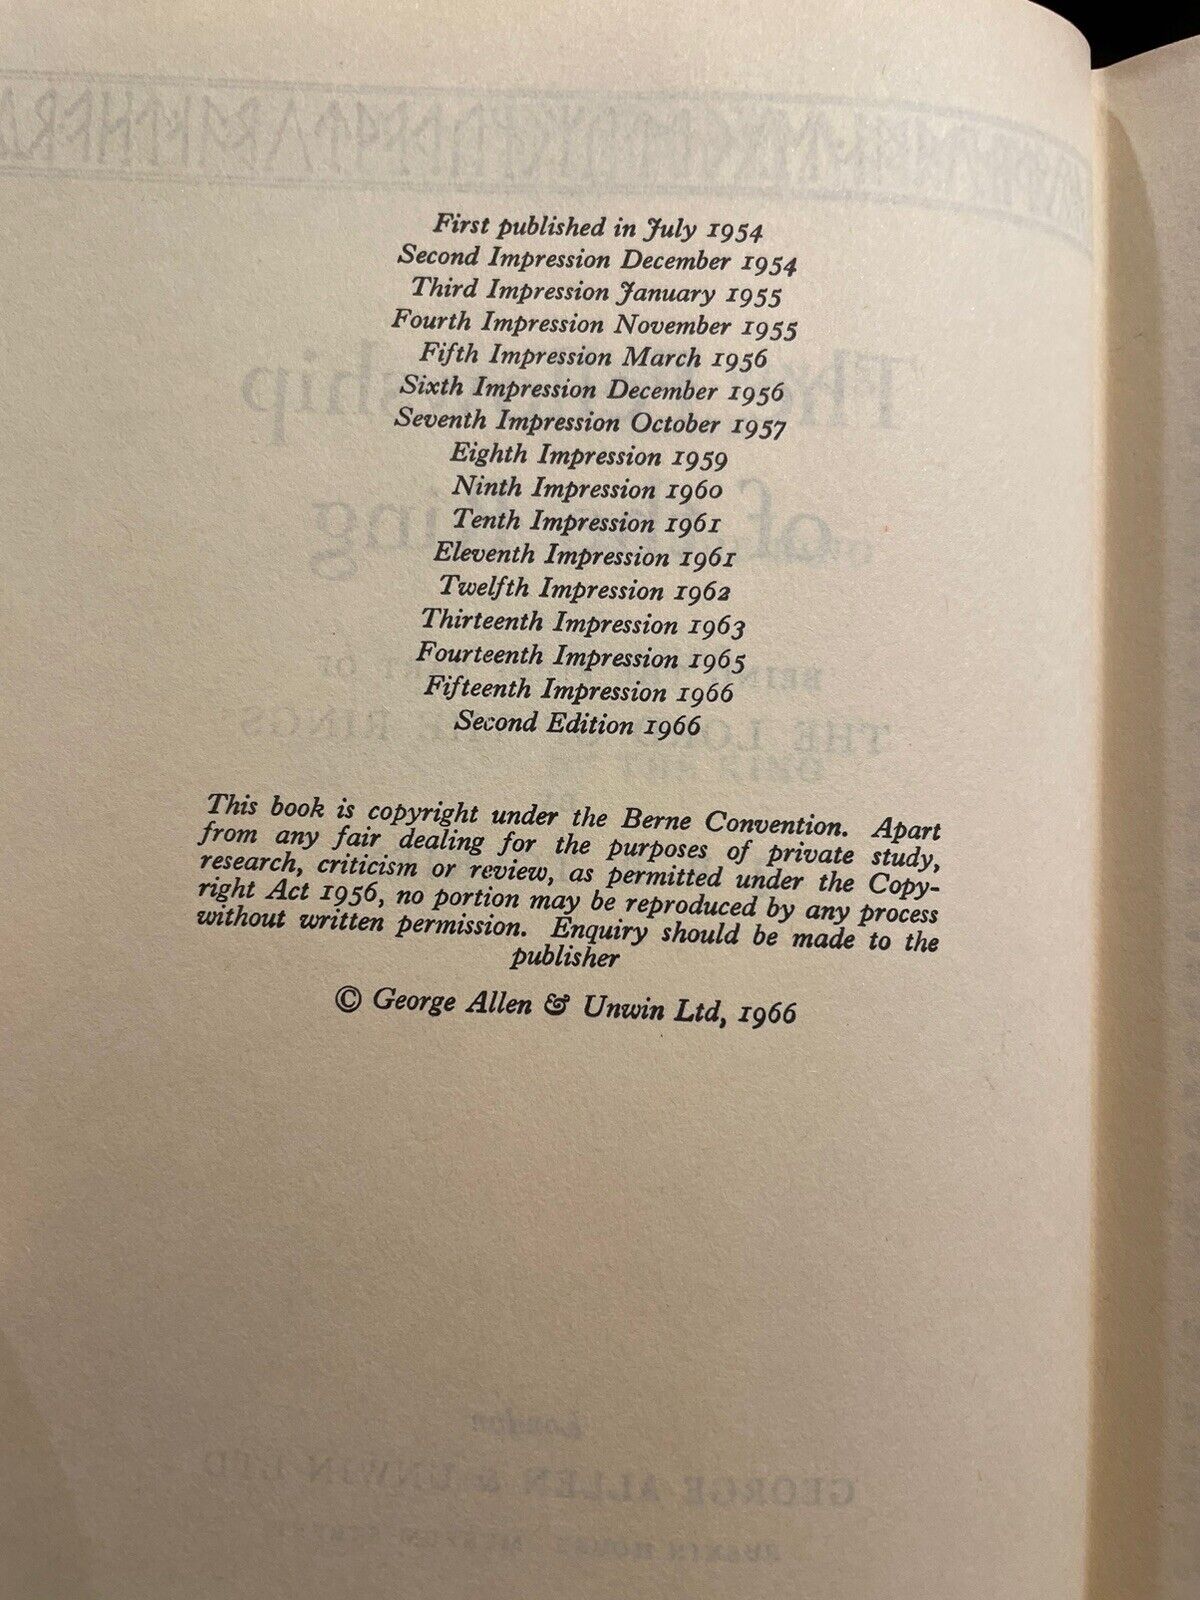 First published in July 1954
Second Impression December 1954
Third Impression January 1955
Fourth Impression November 1955
Fifth Impression March 1956
Sixth Impression December 1956
Seventh Impression October 1957
Eighth Impression 1959
Ninth Impression 1960
Tenth Impression 1961
Eleventh Impression 1961
Twelfth Impression 1962
Thirteenth Impression 1963
Fourteenth Impression 1965
Fifteenth Impression 1966
Second Edition 1966
This book is copyright under the Berne Convention. Apart
from any fair dealing for the purposes of private study,
research, criticism or review, as permitted under the Copy-
right Act 1956, no portion may be reproduced by any process
without written permission. Enquiry should be made to the
publisher
© George Allen & Unwin Ltd, 1966